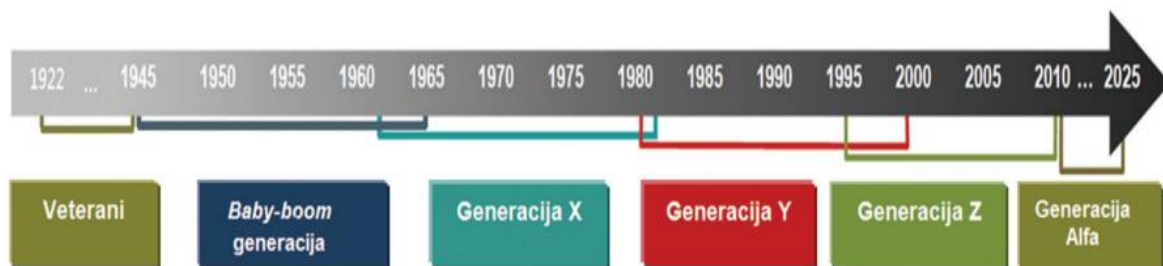 1922 ... 1945 1950 1955 1960 1965 1970 1975 1980 1985 1990 1995 2000 2005 2010 ... 2025
Veterani
Baby-boom
generacija
Generacija X
Generacija Y
Generacija Z
Generacija
Alfa